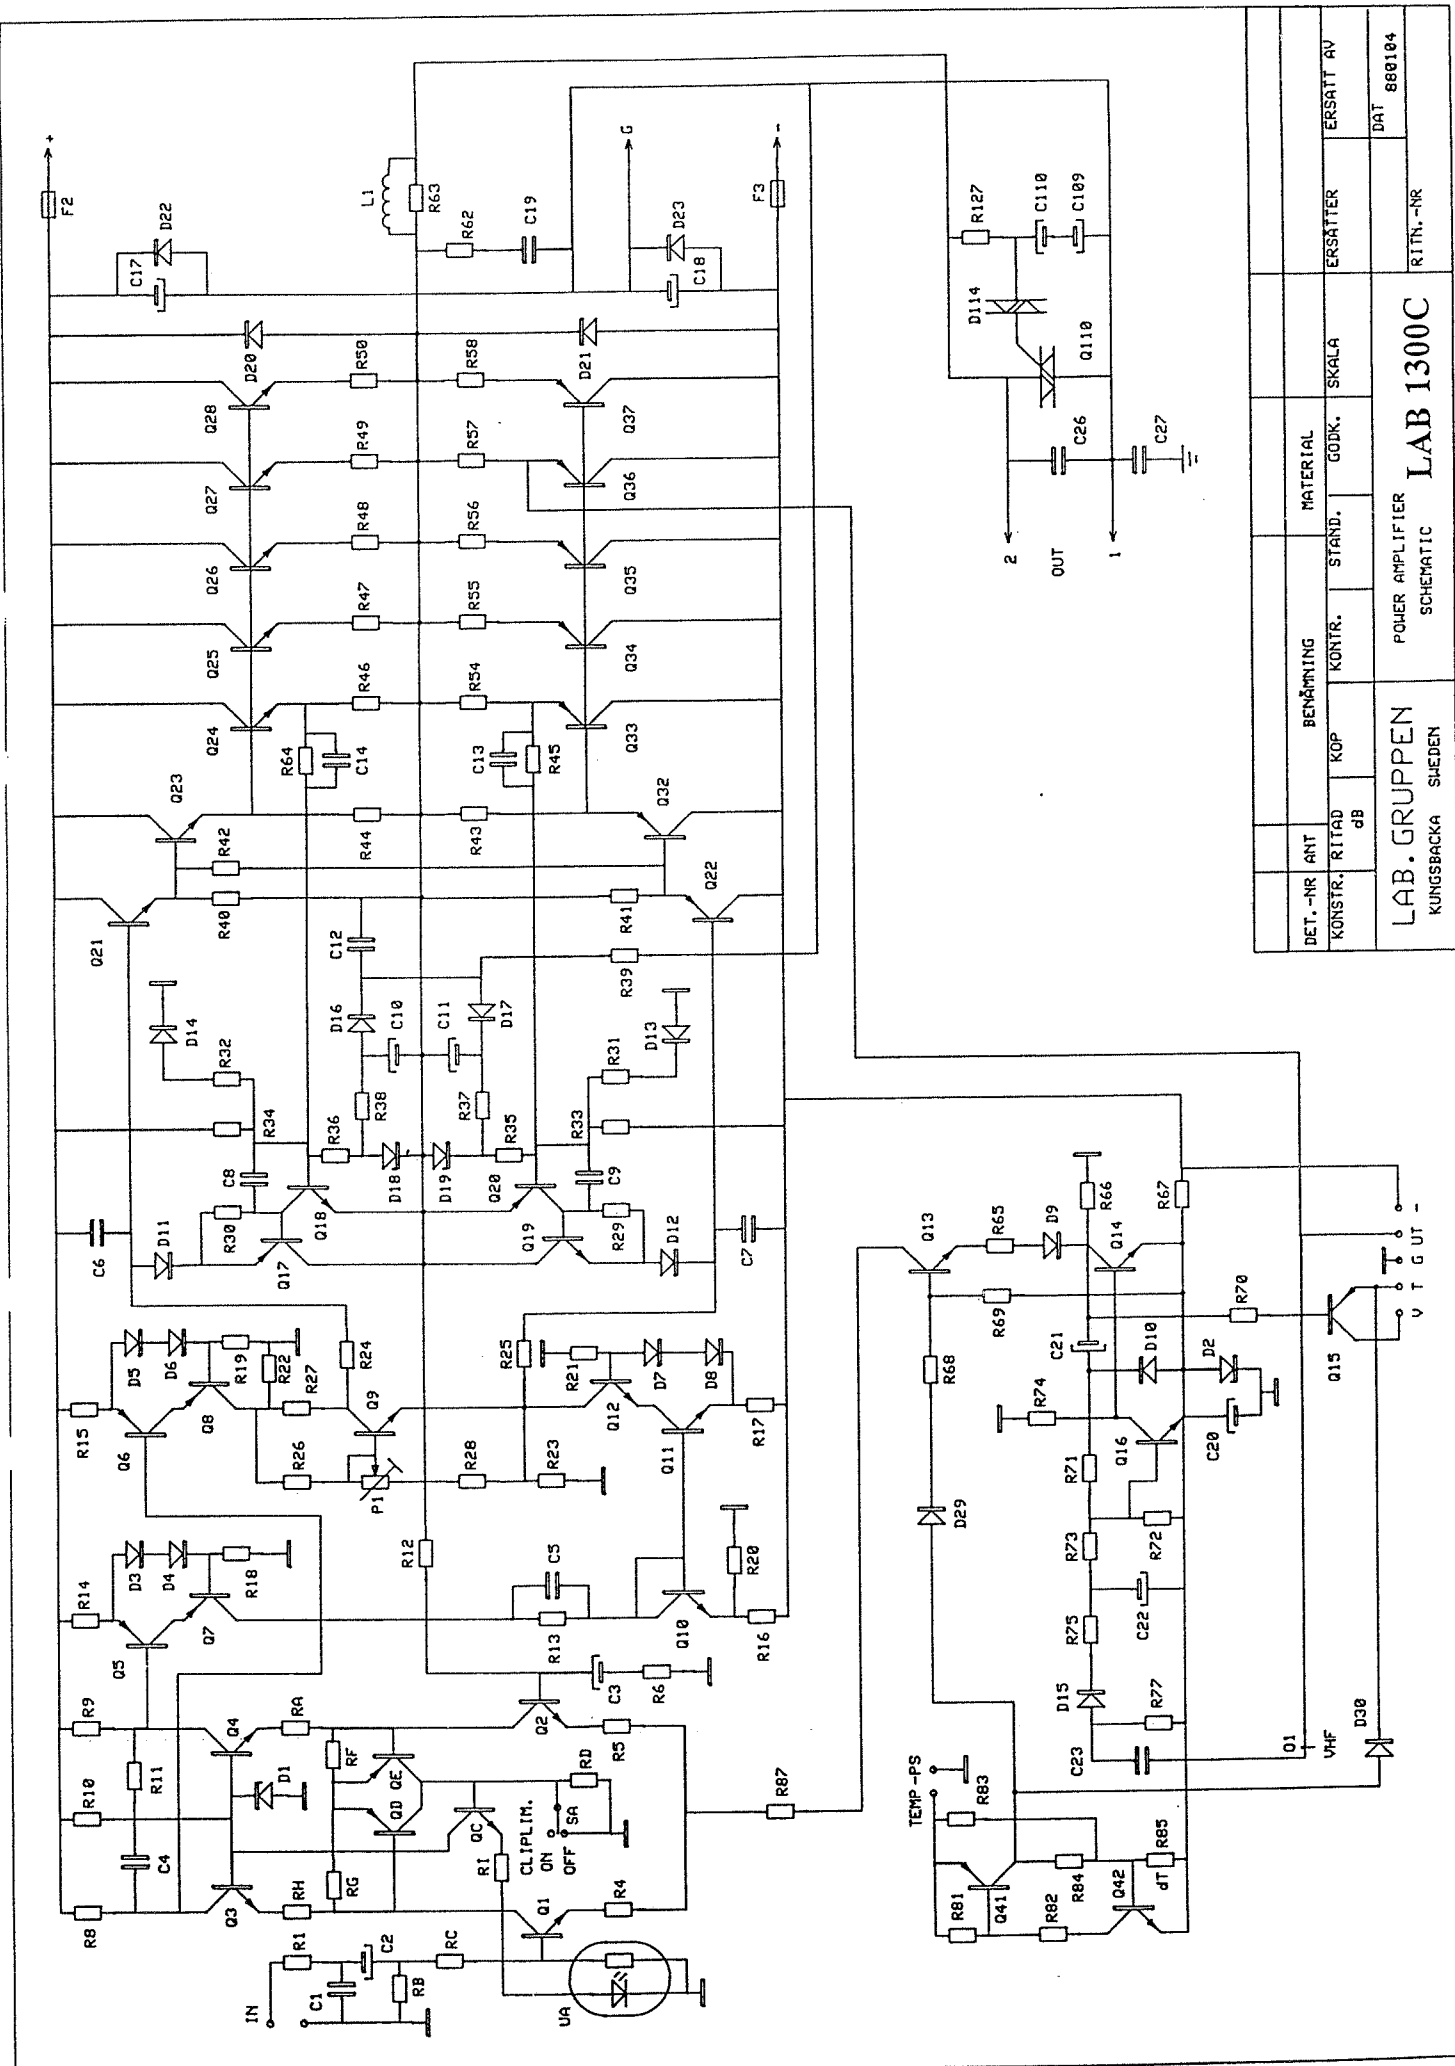 R8
R10
R9
R14
R15
C6
C4
R11
Q5
D3
D4
R18
Q7
Q6
D5
D6
R19
R22
Q8
R27
R26
R24
Q9
P1
R28
R23
Q3
Q4
D1
RH
RA
RG
RF
QD
QE
QC
RI
CLIPLIM.
ON
OFF
SA
RD
IN
R1
C1
C2
RB
RC
UA
Q1
Q2
R4
R5
C3
R6
R12
R13
C5
Q10
R16
R20
Q11
R17
R25
R21
Q12
D7
D8
R87
D11
R30
C8
R34
R32
D14
Q17
Q18
R36
D18
D19
R38
R37
R35
Q20
Q19
R29
C9
R33
R31
D13
D12
C7
D16
C10
C11
D17
C12
R39
Q21
R40
R42
R41
Q22
Q23
R44
R43
Q32
R64
C14
C13
R45
Q24
Q25
Q26
Q27
Q28
R46
R47
R48
R49
R50
R54
R55
R56
R57
R58
Q33
Q34
Q35
Q36
Q37
D20
D21
C17
D22
C18
D23
F2
+
L1
R63
R62
C19
G
F3
-
TEMP-PS
R81
Q41
R82
R83
R84
Q42
R85
dT
C23
D15
R77
R75
C22
R73
R72
R71
Q16
R74
C20
D2
D10
C21
D29
R68
R69
Q13
R65
D9
Q14
R66
R67
R70
Q15
O1
VHF
D30
V T G UT -
2
OUT
1
C26
C27
Q110
D114
R127
C110
C109
DET.-NR
ANT
BENÄMNING
MATERIAL
KONSTR.
RITAD
dB
KOP
KONTR.
STAND.
GODK.
SKALA
ERSÄTTER
ERSATT AV
LAB.GRUPPEN
KUNGSBACKA SWEDEN
POWER AMPLIFIER
SCHEMATIC LAB 1300C
DAT
880104
RITN.-NR